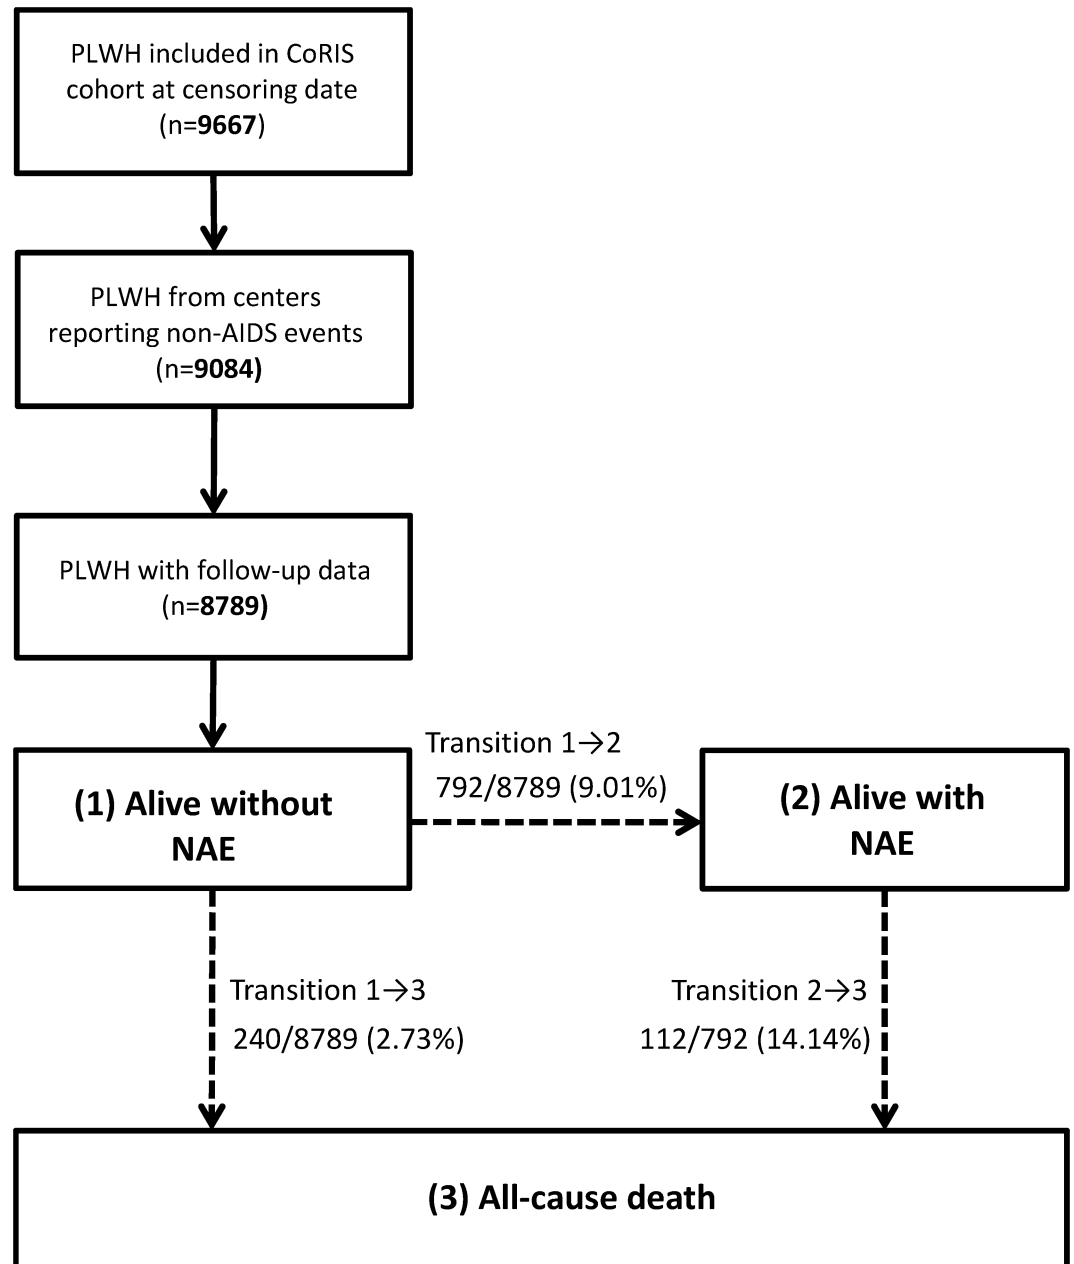 PLWH included in CoRIS
cohort at censoring date
(n=9667)
PLWH from centers
reporting non-AIDS events
(n=9084)
PLWH with follow-up data
(n=8789)
Transition 1→2
792/8789 (9.01%)
(1) Alive without
NAE
(2) Alive with
NAE
Transition 1→3
240/8789 (2.73%)
Transition 2→3
112/792 (14.14%)
(3) All-cause death